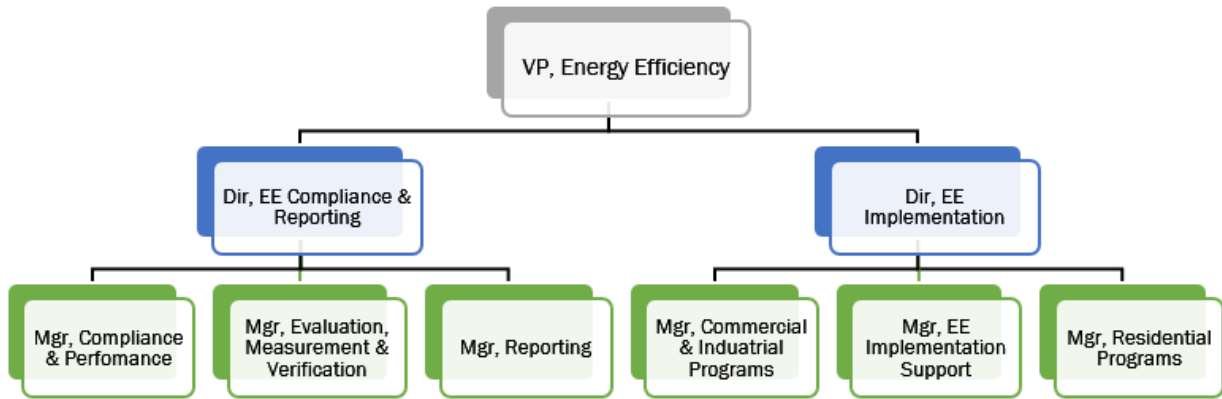 VP, Energy Efficiency
Dir, EE Compliance &
Reporting
Dir, EE
Implementation
Mgr, Compliance
& Perfomance
Mgr, Evaluation,
Measurement &
Verification
Mgr, Reporting
Mgr, Commercial
& Induatrial
Programs
Mgr, EE
Implementation
Support
Mgr, Residential
Programs